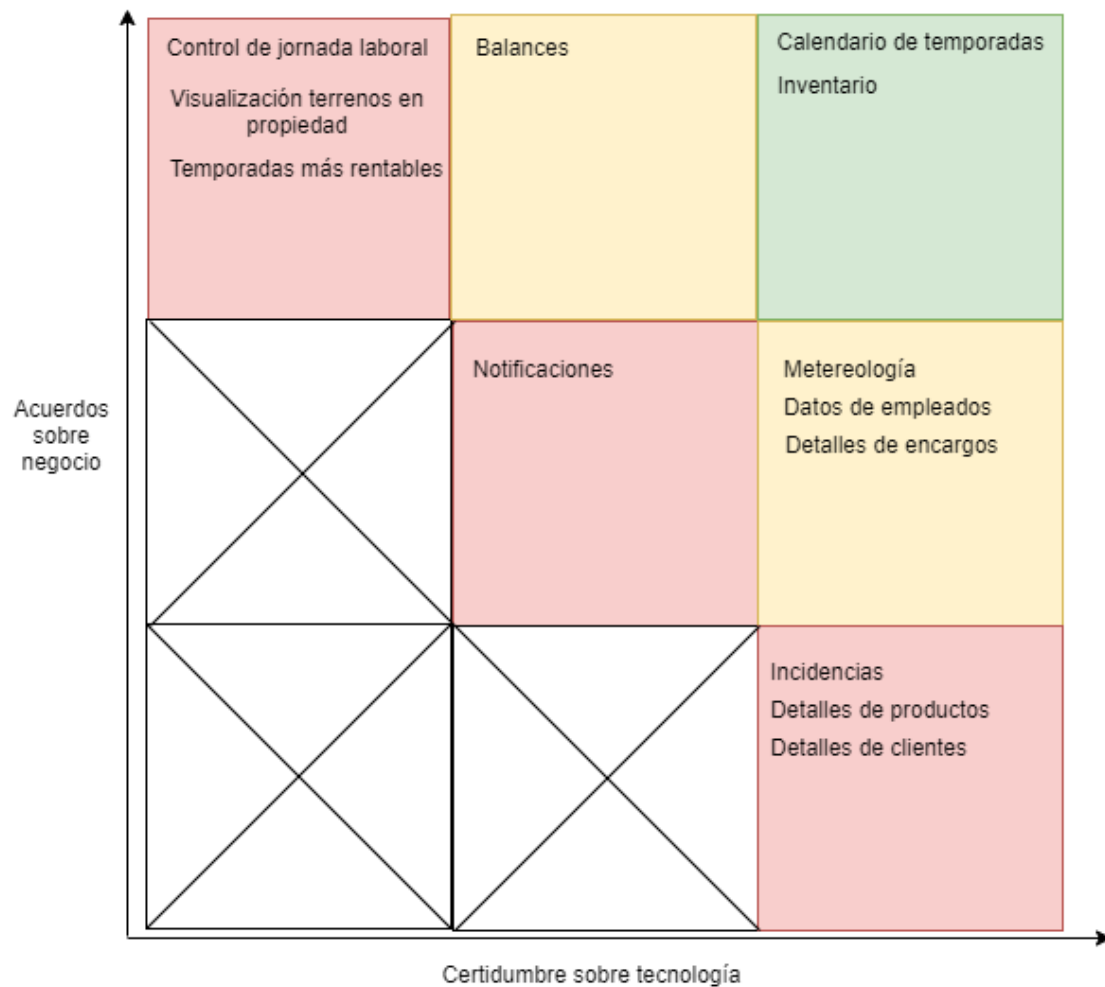 Control de jornada laboral
Visualización terrenos en
propiedad
Temporadas más rentables
Balances
Calendario de temporadas
Inventario
Acuerdos
sobre
negocio
Notificaciones
Metereología
Datos de empleados
Detalles de encargos
Incidencias
Detalles de productos
Detalles de clientes
Certidumbre sobre tecnología